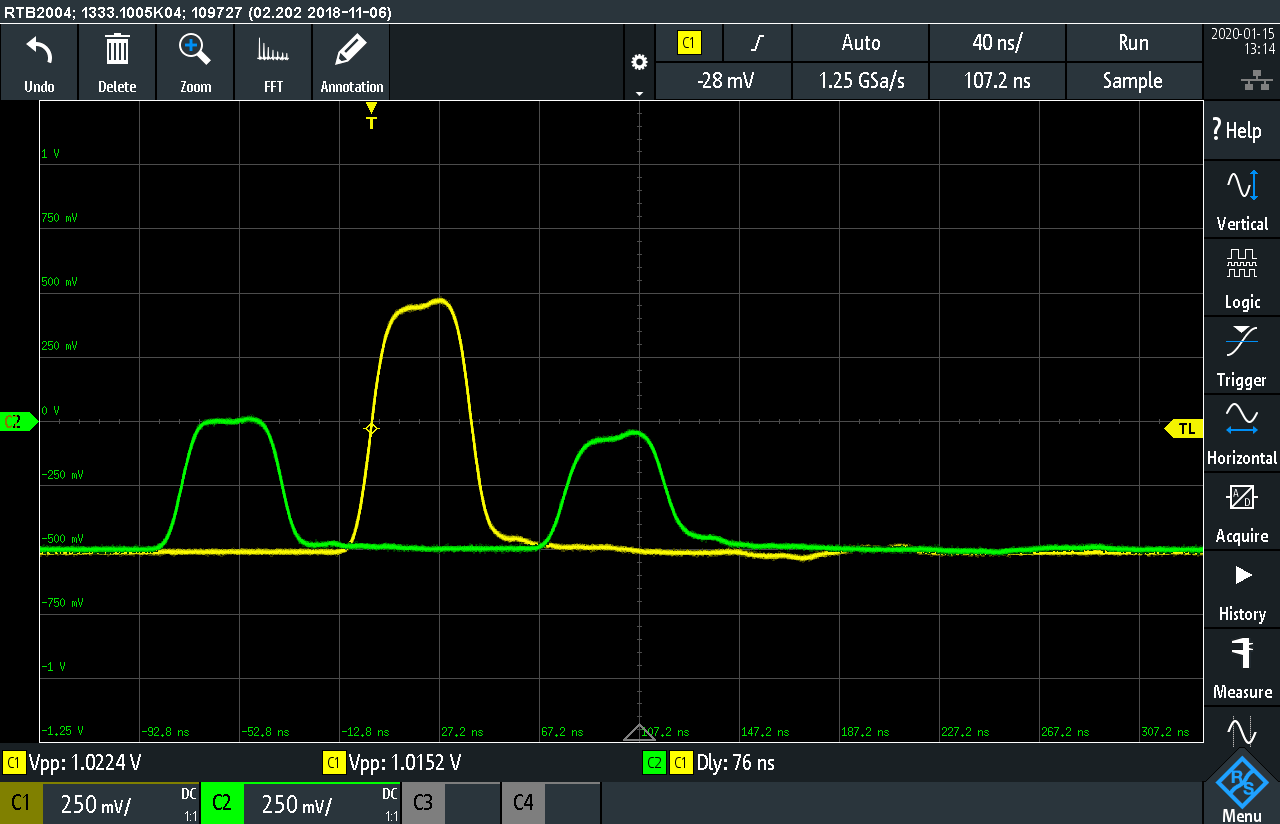 RTB2004; 1333.1005K04; 109727 (02.202 2018-11-06)
Undo
Delete
Zoom
FFT
Annotation
C1
Auto
40 ns/
Run
-28 mV
1.25 GSa/s
107.2 ns
Sample
2020-01-15
13:14
T
1 V
750 mV
500 mV
250 mV
0 V
-250 mV
-500 mV
-750 mV
-1 V
-1.25 V
C2
TL
-92.8 ns
-52.8 ns
-12.8 ns
27.2 ns
67.2 ns
107.2 ns
147.2 ns
187.2 ns
227.2 ns
267.2 ns
307.2 ns
? Help
Vertical
Logic
Trigger
Horizontal
A/D
Acquire
History
Measure
R&S
Menu
C1 Vpp: 1.0224 V
C1 Vpp: 1.0152 V
C2 C1 Dly: 76 ns
C1 250 mV/ DC 1:1
C2 250 mV/ DC 1:1
C3
C4